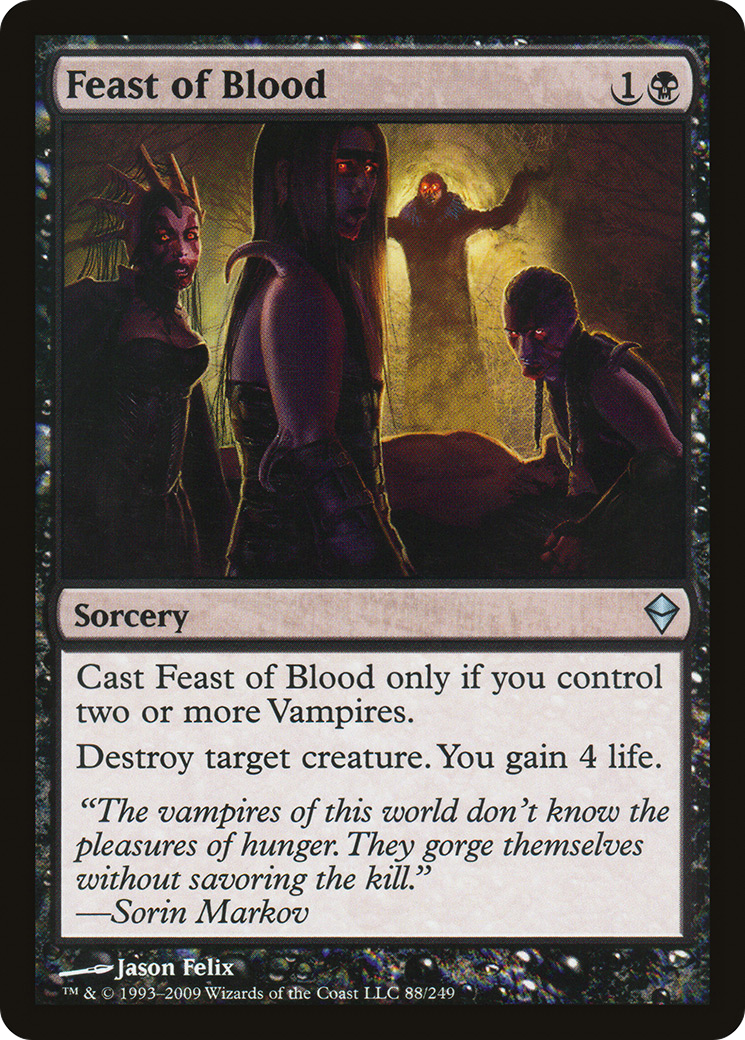 Feast of Blood 1
Sorcery
Cast Feast of Blood only if you control
two or more Vampires.
Destroy target creature. You gain 4 life.
“The vampires of this world don’t know the
pleasures of hunger. They gorge themselves
without savoring the kill.”
—Sorin Markov
Jason Felix
™ & © 1993–2009 Wizards of the Coast LLC 88/249